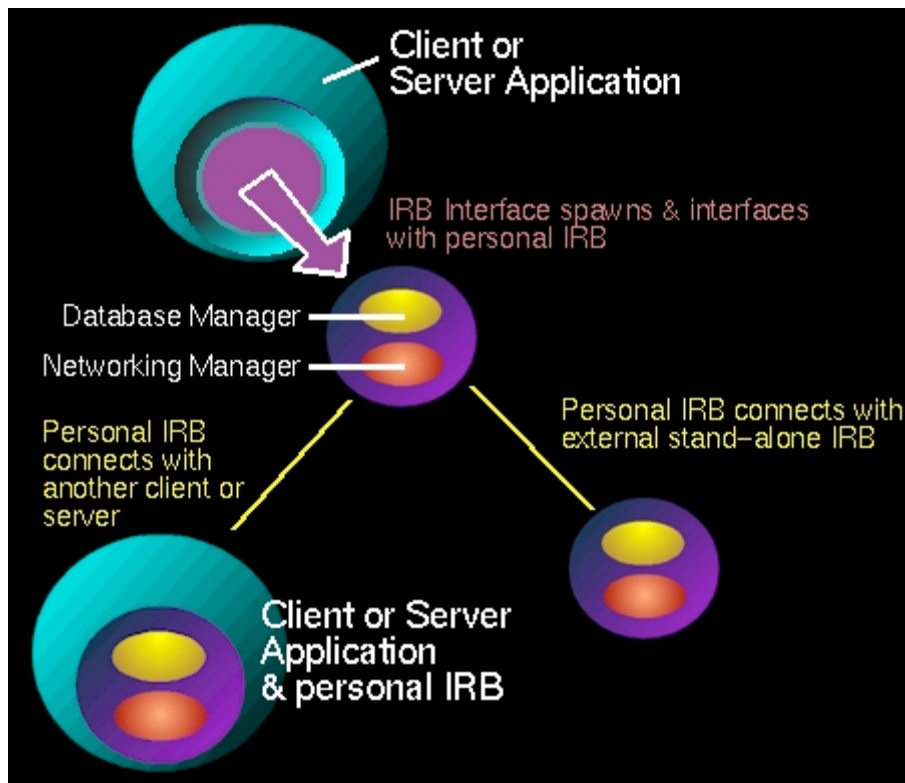 Client or
Server Application
IRB Interface spawns & interfaces
with personal IRB
Database Manager
Networking Manager
Personal IRB connects with
external stand-alone IRB
Personal IRB
connects with
another client or
server
Client or Server
Application
& personal IRB